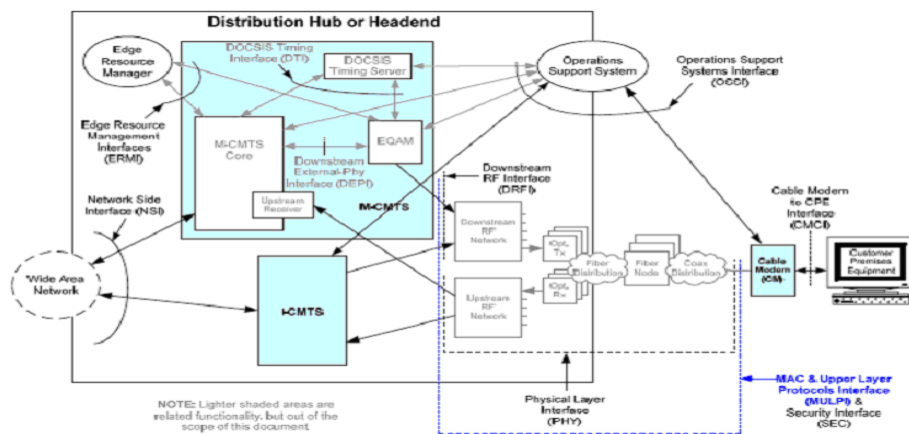 Distribution Hub or Headend
Edge
Resource
Manager
DOCSIS Timing
Interface (DTI)
DOCSIS
Timing Server
Operations
Support System
Operations Support
Systems Interface
Edge Resource
Management
Interfaces
(ERMI)
M-CMTS
Core
EQAM
Downstream
External-Phy
Interface (DEPI)
Upstream
Receiver
M-CMTS
Downstream
RF Interface
(DRFI)
Cable Modem
to CPE
Interface
(CMCI)
Network Side
Interface (NSI)
Downstream
RF
Network
Opt.
Tx
Fiber
Distribution
Fiber
Node
Coax
Distribution
Cable
Modem (CM)
Customer
Premises
Equipment
Wide Area
Network
I-CMTS
Upstream
RF
Network
Opt.
Rx
NOTE: Lighter shaded areas are
related functionality, but out of the
scope of this document.
Physical Layer
Interface
(PHY)
MAC & Upper Layer
Protocols Interface
(MULPI) &
Security Interface
(SEC)